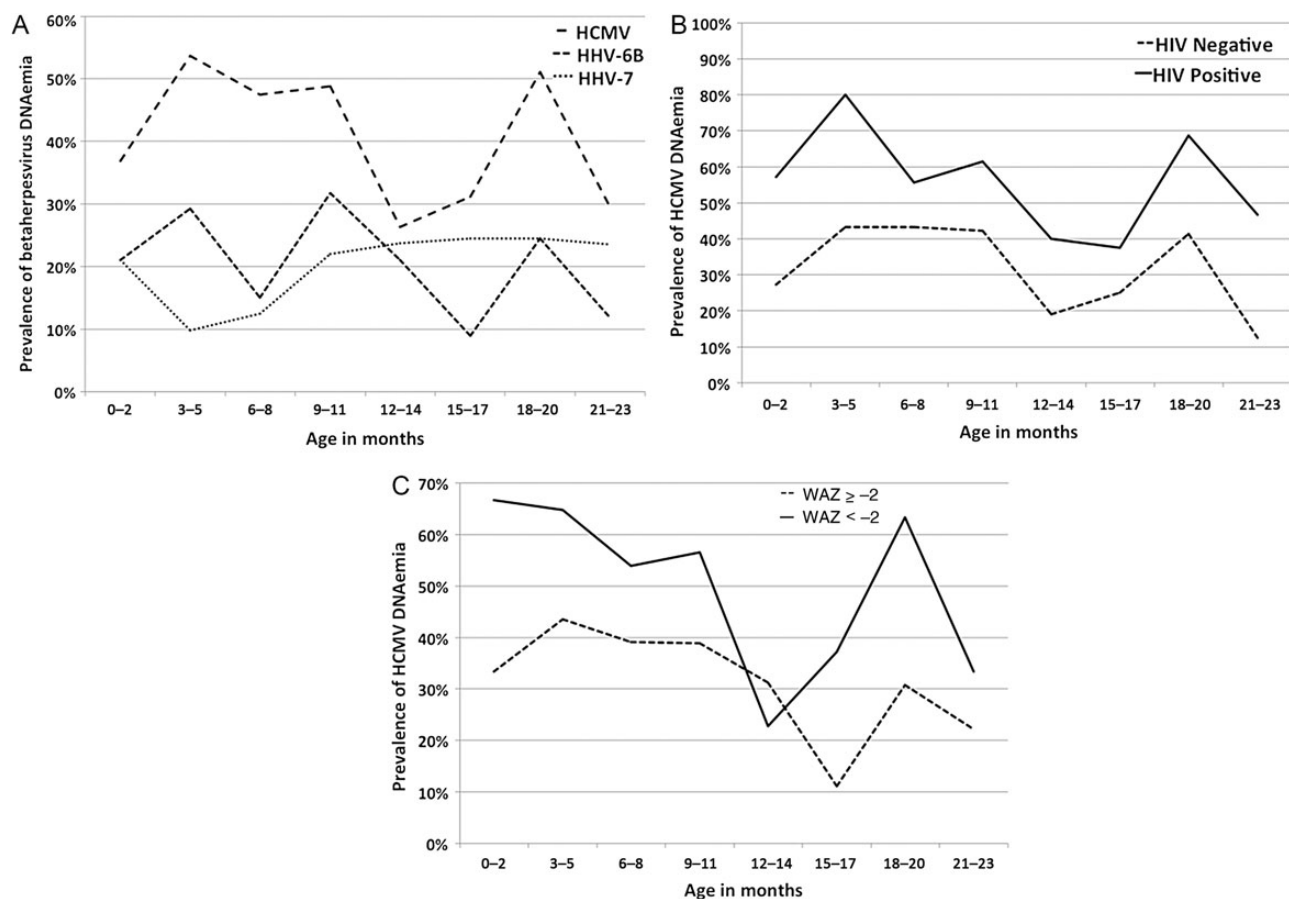 A
Prevalence of betaherpesvirus DNAemia
60%
50%
40%
30%
20%
10%
0%
HCMV
HHV-6B
HHV-7
0–2 3–5 6–8 9–11 12–14 15–17 18–20 21–23
Age in months
B
Prevalence of HCMV DNAemia
100%
90%
80%
70%
60%
50%
40%
30%
20%
10%
0%
HIV Negative
HIV Positive
0–2 3–5 6–8 9–11 12–14 15–17 18–20 21–23
Age in months
C
Prevalence of HCMV DNAemia
70%
60%
50%
40%
30%
20%
10%
0%
WAZ ≥ –2
WAZ < –2
0–2 3–5 6–8 9–11 12–14 15–17 18–20 21–23
Age in months